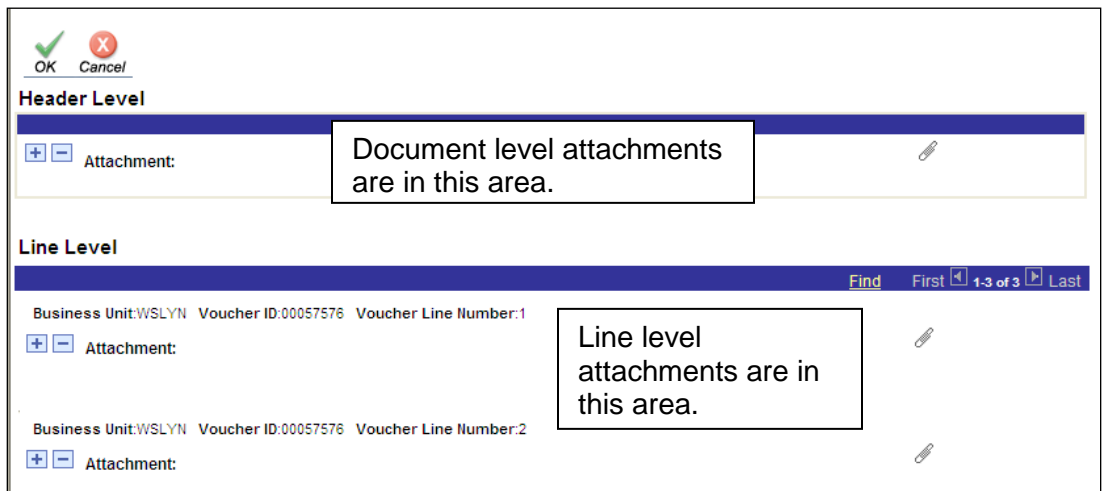 OK Cancel
Header Level
Attachment:
Document level attachments
are in this area.
Line Level
Find First 1-3 of 3 Last
Business Unit:WSLYN Voucher ID:00057576 Voucher Line Number:1
Attachment:
Line level
attachments are in
this area.
Business Unit:WSLYN Voucher ID:00057576 Voucher Line Number:2
Attachment: